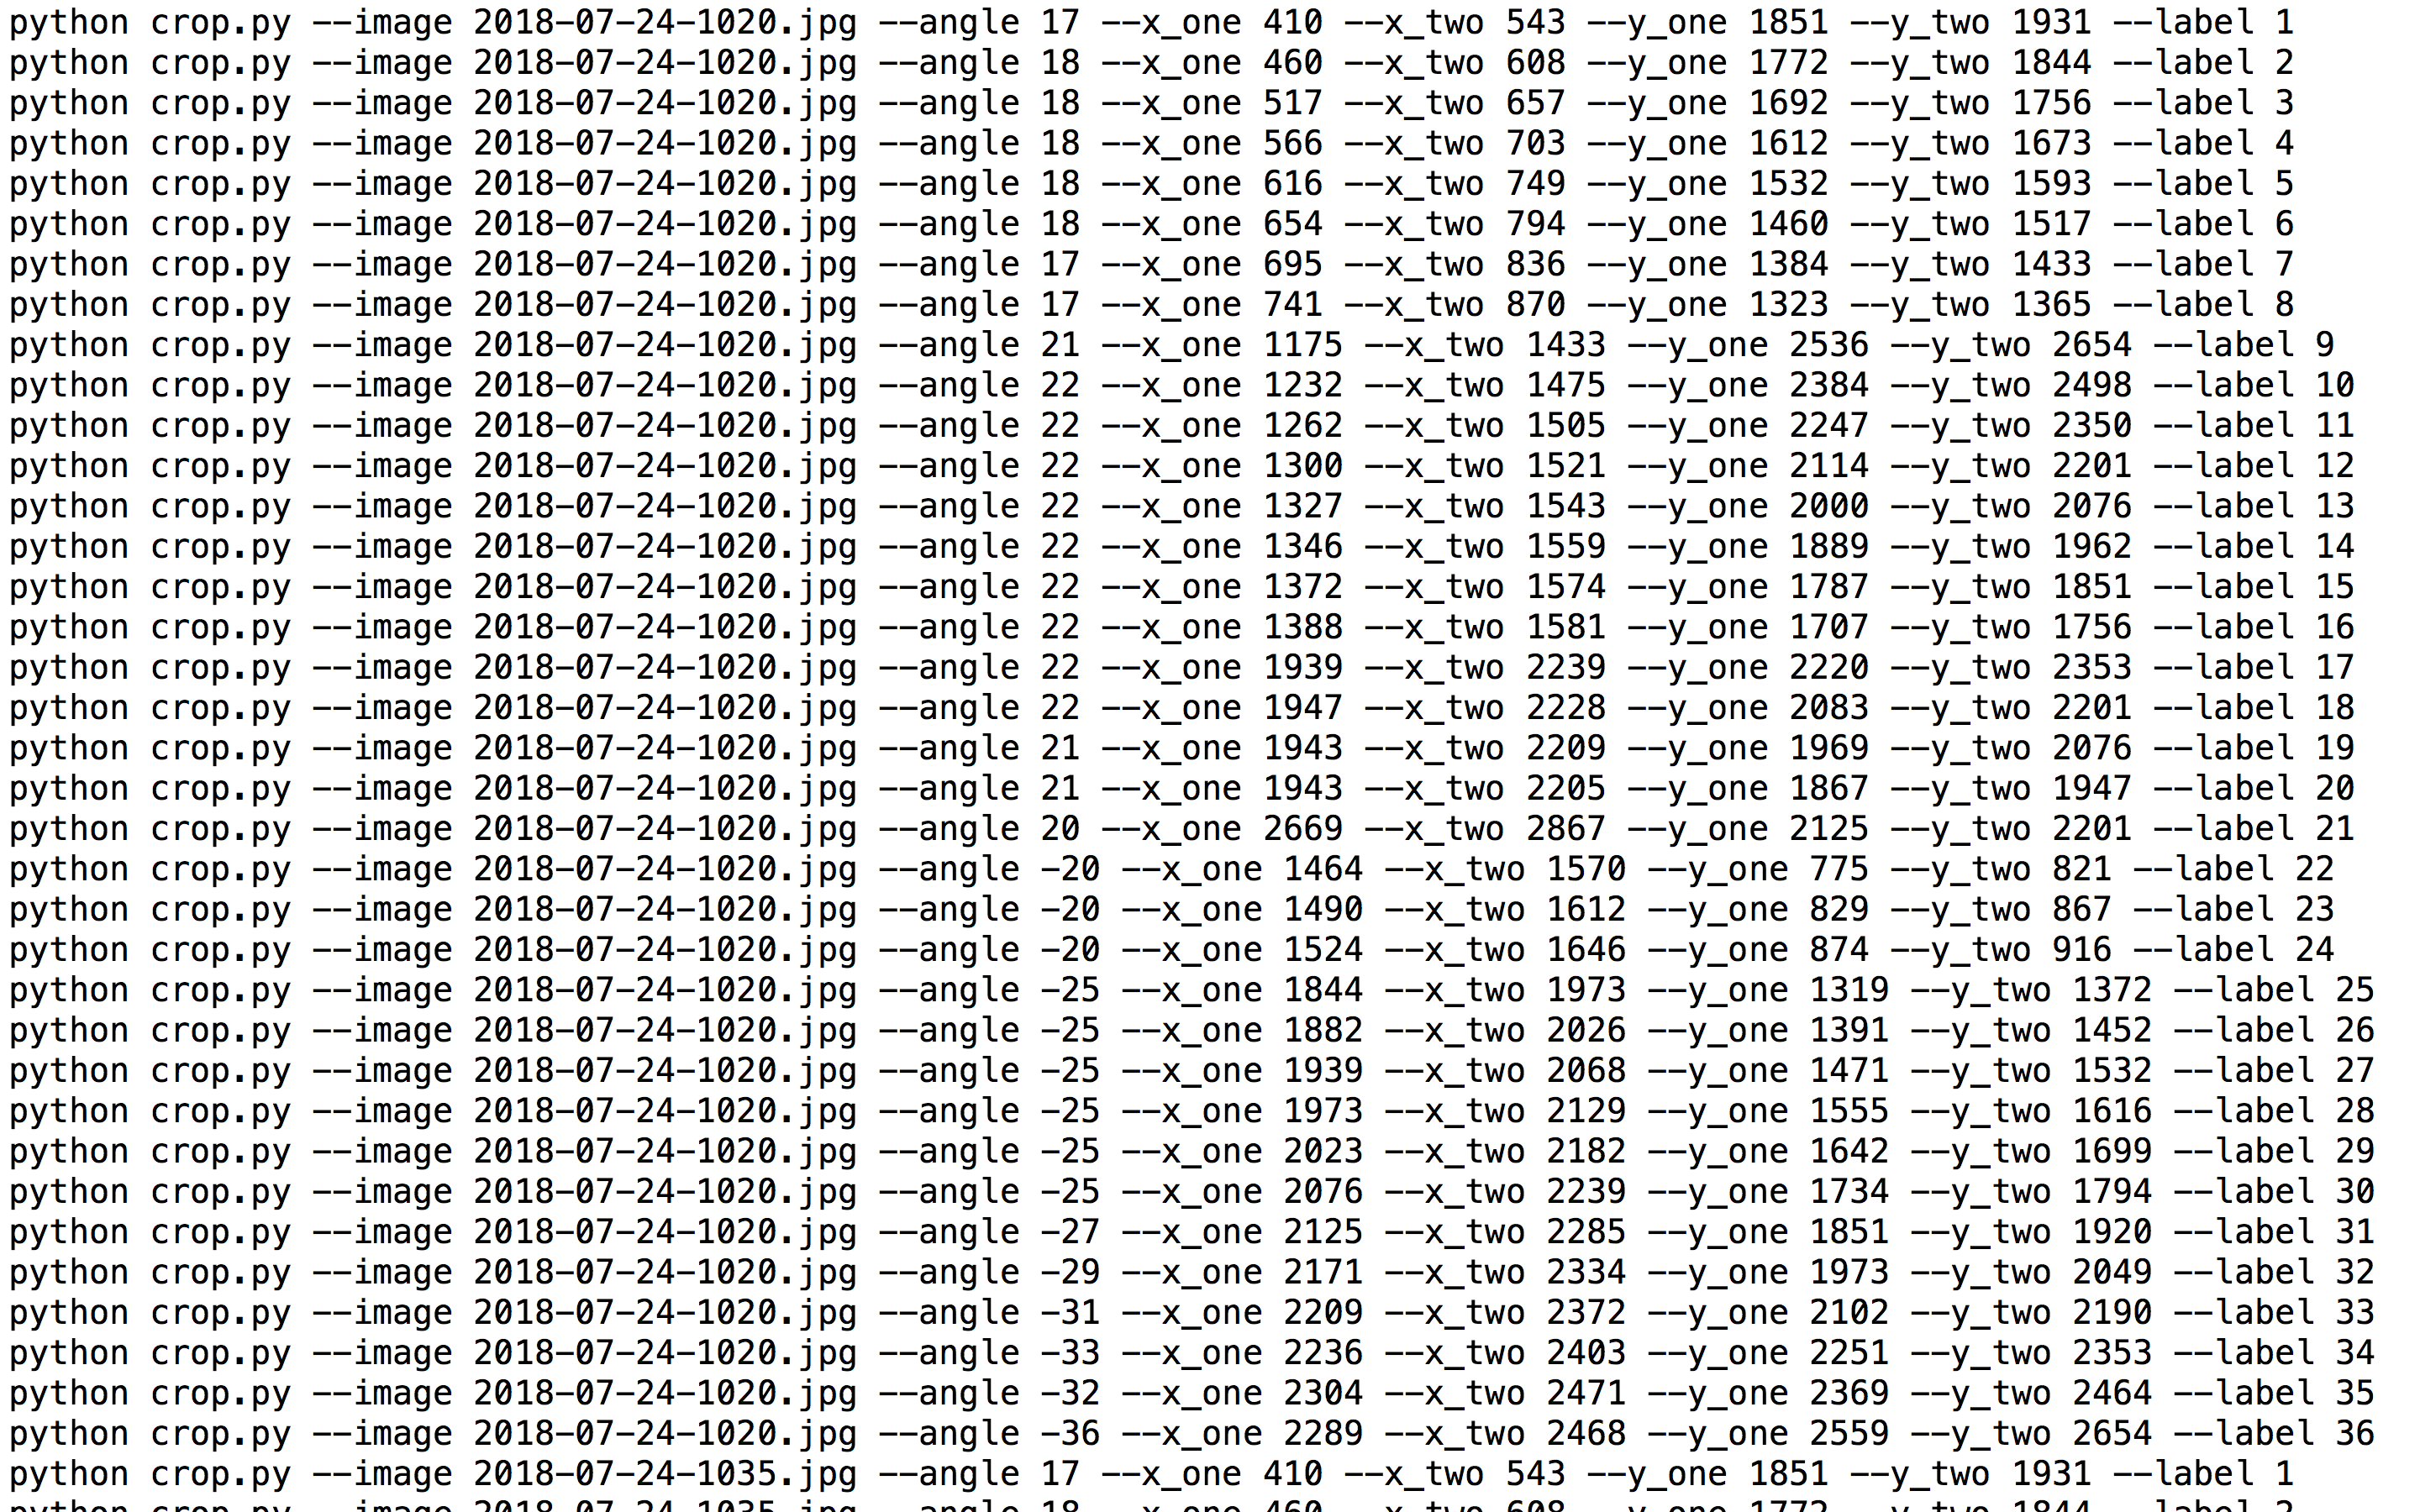 python crop.py --image 2018-07-24-1020.jpg --angle 17 --x_one 410 --x_two 543 --y_one 1851 --y_two 1931 --label 1
python crop.py --image 2018-07-24-1020.jpg --angle 18 --x_one 460 --x_two 608 --y_one 1772 --y_two 1844 --label 2
python crop.py --image 2018-07-24-1020.jpg --angle 18 --x_one 517 --x_two 657 --y_one 1692 --y_two 1756 --label 3
python crop.py --image 2018-07-24-1020.jpg --angle 18 --x_one 566 --x_two 703 --y_one 1612 --y_two 1673 --label 4
python crop.py --image 2018-07-24-1020.jpg --angle 18 --x_one 616 --x_two 749 --y_one 1532 --y_two 1593 --label 5
python crop.py --image 2018-07-24-1020.jpg --angle 18 --x_one 654 --x_two 794 --y_one 1460 --y_two 1517 --label 6
python crop.py --image 2018-07-24-1020.jpg --angle 17 --x_one 695 --x_two 836 --y_one 1384 --y_two 1433 --label 7
python crop.py --image 2018-07-24-1020.jpg --angle 17 --x_one 741 --x_two 870 --y_one 1323 --y_two 1365 --label 8
python crop.py --image 2018-07-24-1020.jpg --angle 21 --x_one 1175 --x_two 1433 --y_one 2536 --y_two 2654 --label 9
python crop.py --image 2018-07-24-1020.jpg --angle 22 --x_one 1232 --x_two 1475 --y_one 2384 --y_two 2498 --label 10
python crop.py --image 2018-07-24-1020.jpg --angle 22 --x_one 1262 --x_two 1505 --y_one 2247 --y_two 2350 --label 11
python crop.py --image 2018-07-24-1020.jpg --angle 22 --x_one 1300 --x_two 1521 --y_one 2114 --y_two 2201 --label 12
python crop.py --image 2018-07-24-1020.jpg --angle 22 --x_one 1327 --x_two 1543 --y_one 2000 --y_two 2076 --label 13
python crop.py --image 2018-07-24-1020.jpg --angle 22 --x_one 1346 --x_two 1559 --y_one 1889 --y_two 1962 --label 14
python crop.py --image 2018-07-24-1020.jpg --angle 22 --x_one 1372 --x_two 1574 --y_one 1787 --y_two 1851 --label 15
python crop.py --image 2018-07-24-1020.jpg --angle 22 --x_one 1388 --x_two 1581 --y_one 1707 --y_two 1756 --label 16
python crop.py --image 2018-07-24-1020.jpg --angle 22 --x_one 1939 --x_two 2239 --y_one 2220 --y_two 2353 --label 17
python crop.py --image 2018-07-24-1020.jpg --angle 22 --x_one 1947 --x_two 2228 --y_one 2083 --y_two 2201 --label 18
python crop.py --image 2018-07-24-1020.jpg --angle 21 --x_one 1943 --x_two 2209 --y_one 1969 --y_two 2076 --label 19
python crop.py --image 2018-07-24-1020.jpg --angle 21 --x_one 1943 --x_two 2205 --y_one 1867 --y_two 1947 --label 20
python crop.py --image 2018-07-24-1020.jpg --angle 20 --x_one 2669 --x_two 2867 --y_one 2125 --y_two 2201 --label 21
python crop.py --image 2018-07-24-1020.jpg --angle -20 --x_one 1464 --x_two 1570 --y_one 775 --y_two 821 --label 22
python crop.py --image 2018-07-24-1020.jpg --angle -20 --x_one 1490 --x_two 1612 --y_one 829 --y_two 867 --label 23
python crop.py --image 2018-07-24-1020.jpg --angle -20 --x_one 1524 --x_two 1646 --y_one 874 --y_two 916 --label 24
python crop.py --image 2018-07-24-1020.jpg --angle -25 --x_one 1844 --x_two 1973 --y_one 1319 --y_two 1372 --label 25
python crop.py --image 2018-07-24-1020.jpg --angle -25 --x_one 1882 --x_two 2026 --y_one 1391 --y_two 1452 --label 26
python crop.py --image 2018-07-24-1020.jpg --angle -25 --x_one 1939 --x_two 2068 --y_one 1471 --y_two 1532 --label 27
python crop.py --image 2018-07-24-1020.jpg --angle -25 --x_one 1973 --x_two 2129 --y_one 1555 --y_two 1616 --label 28
python crop.py --image 2018-07-24-1020.jpg --angle -25 --x_one 2023 --x_two 2182 --y_one 1642 --y_two 1699 --label 29
python crop.py --image 2018-07-24-1020.jpg --angle -25 --x_one 2076 --x_two 2239 --y_one 1734 --y_two 1794 --label 30
python crop.py --image 2018-07-24-1020.jpg --angle -27 --x_one 2125 --x_two 2285 --y_one 1851 --y_two 1920 --label 31
python crop.py --image 2018-07-24-1020.jpg --angle -29 --x_one 2171 --x_two 2334 --y_one 1973 --y_two 2049 --label 32
python crop.py --image 2018-07-24-1020.jpg --angle -31 --x_one 2209 --x_two 2372 --y_one 2102 --y_two 2190 --label 33
python crop.py --image 2018-07-24-1020.jpg --angle -33 --x_one 2236 --x_two 2403 --y_one 2251 --y_two 2353 --label 34
python crop.py --image 2018-07-24-1020.jpg --angle -32 --x_one 2304 --x_two 2471 --y_one 2369 --y_two 2464 --label 35
python crop.py --image 2018-07-24-1020.jpg --angle -36 --x_one 2289 --x_two 2468 --y_one 2559 --y_two 2654 --label 36
python crop.py --image 2018-07-24-1035.jpg --angle 17 --x_one 410 --x_two 543 --y_one 1851 --y_two 1931 --label 1